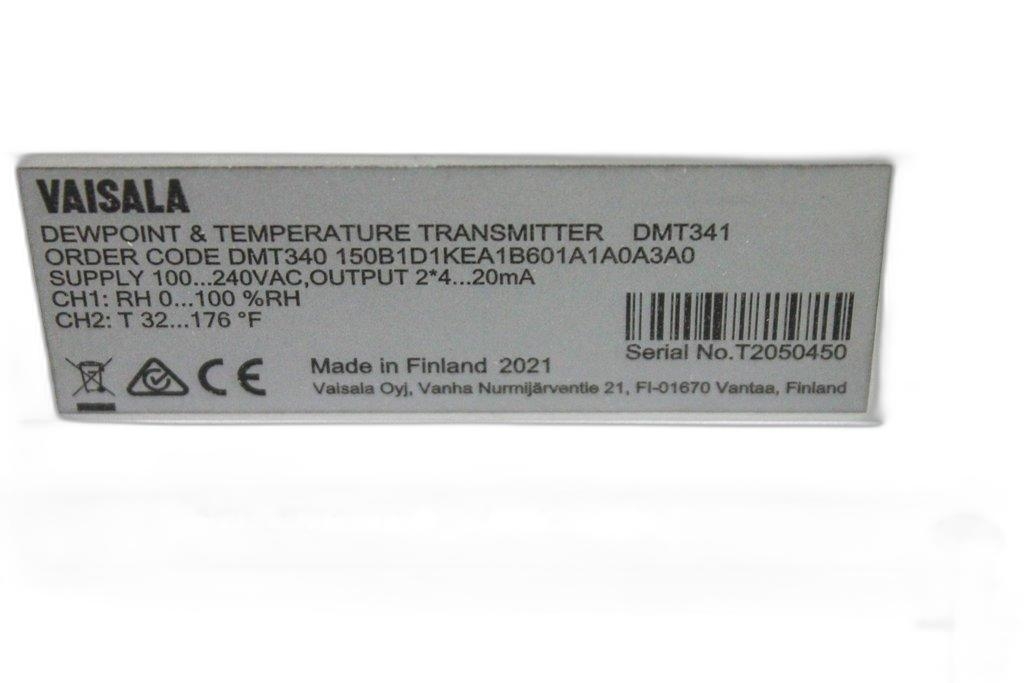 VAISALA
DEWPOINT & TEMPERATURE TRANSMITTER DMT341
ORDER CODE DMT340 150B1D1KEA1B601A1A0A3A0
SUPPLY 100...240VAC,OUTPUT 2*4...20mA
CH1: RH 0...100 %RH
CH2: T 32...176 °F
Serial No.T2050450
CE
Made in Finland 2021
Vaisala Oyj, Vanha Nurmijärventie 21, FI-01670 Vantaa, Finland